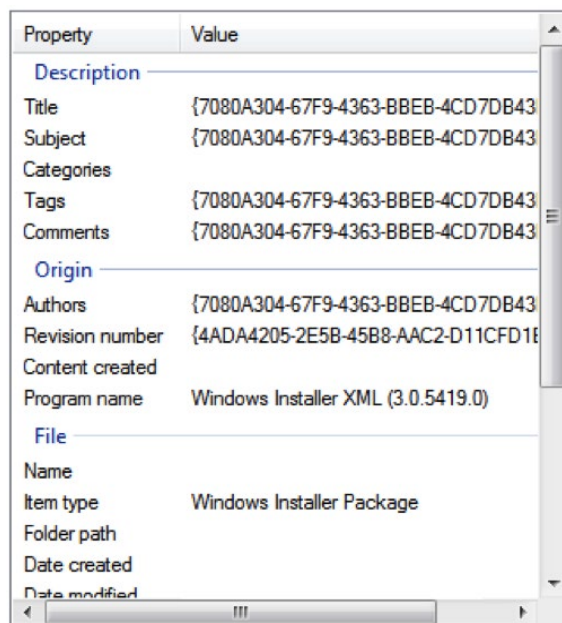 Property Value
Description
Title {7080A304-67F9-4363-BBEB-4CD7DB43
Subject {7080A304-67F9-4363-BBEB-4CD7DB43
Categories
Tags {7080A304-67F9-4363-BBEB-4CD7DB43
Comments {7080A304-67F9-4363-BBEB-4CD7DB43
Origin
Authors {7080A304-67F9-4363-BBEB-4CD7DB43
Revision number {4ADA4205-2E5B-45B8-AAC2-D11CFD1
Content created
Program name Windows Installer XML (3.0.5419.0)
File
Name
Item type Windows Installer Package
Folder path
Date created
Date modified